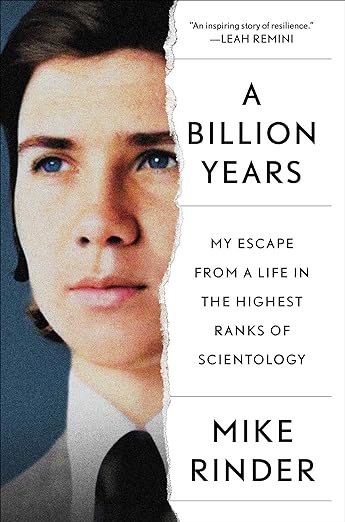 "An inspiring story of resilience."
—LEAH REMINI
A
BILLION
YEARS
MY ESCAPE
FROM A LIFE IN
THE HIGHEST
RANKS OF
SCIENTOLOGY
MIKE
RINDER